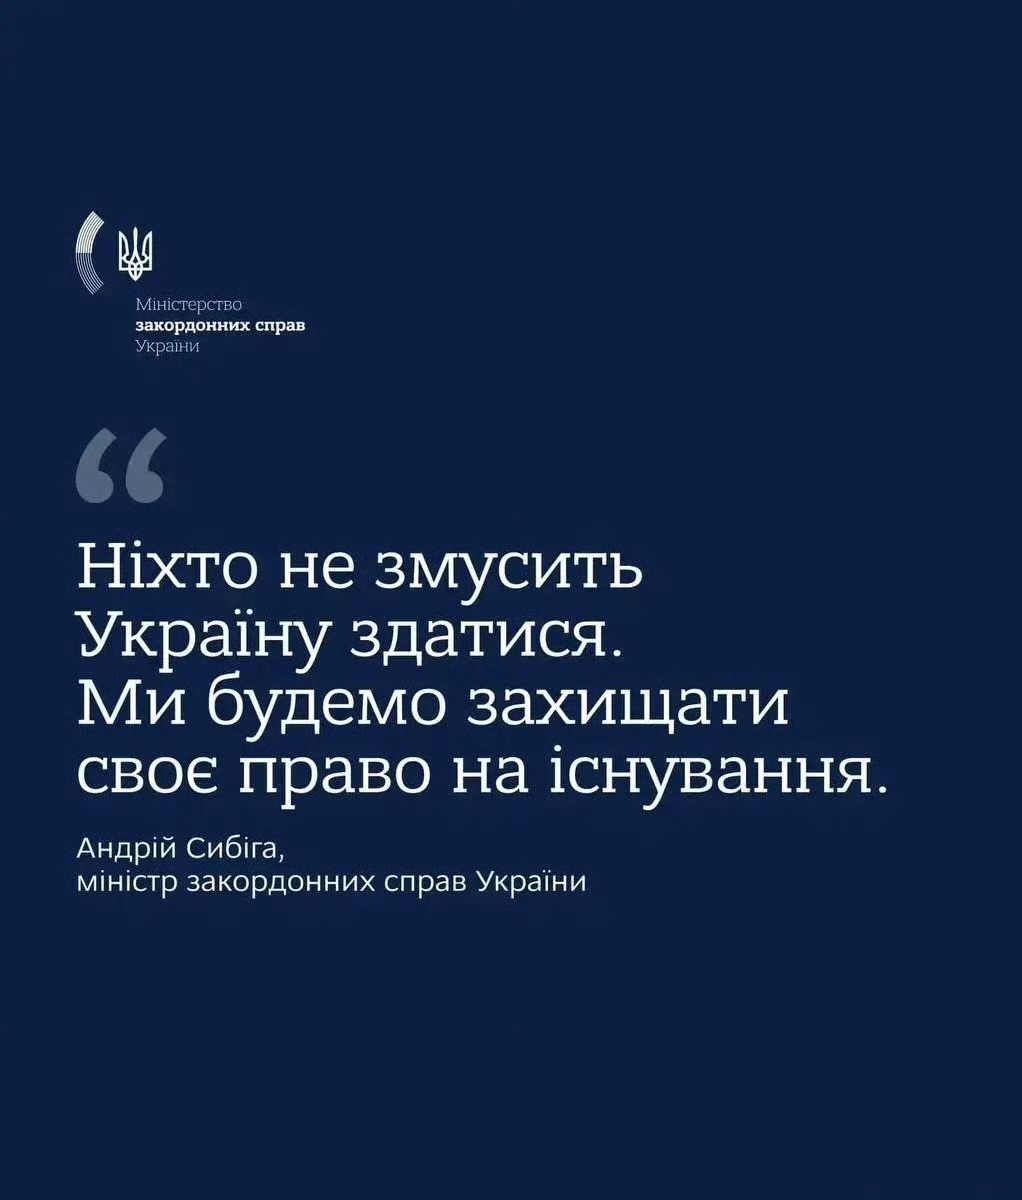 Міністерство
закордонних справ
України
“
Ніхто не змусить
Україну здатися.
Ми будемо захищати
своє право на існування.
Андрій Сибіга,
міністр закордонних справ України